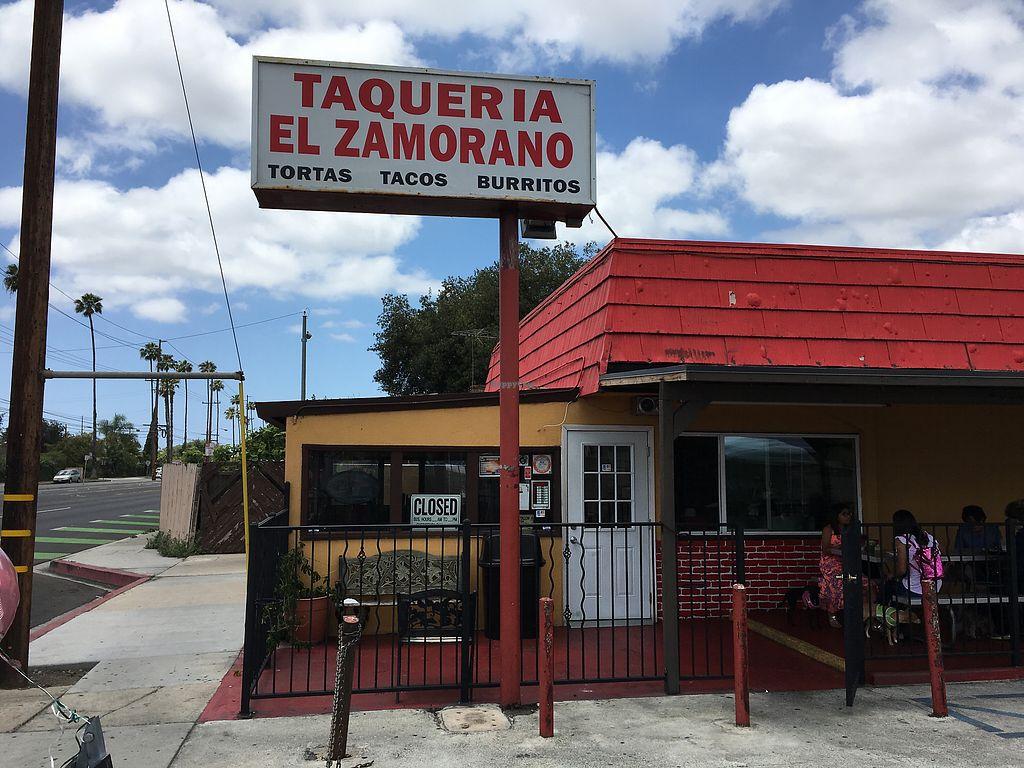 TAQUERIA
EL ZAMORANO
TORTAS TACOS BURRITOS
CLOSED